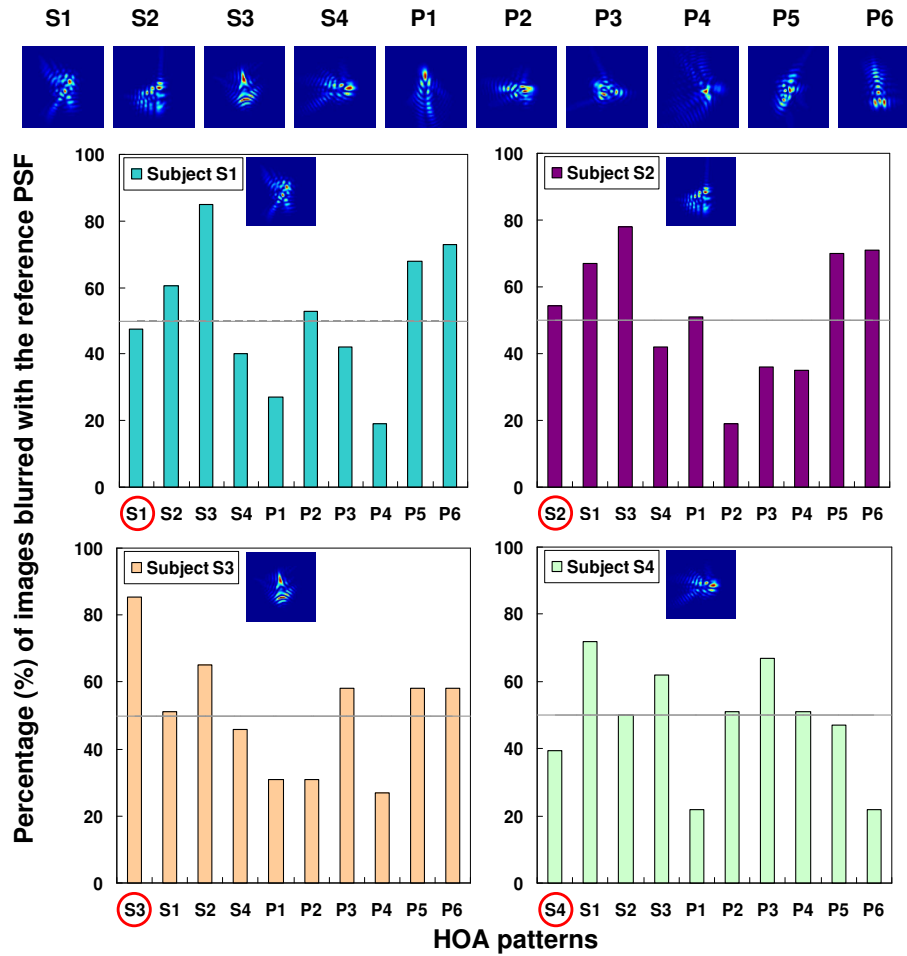 S1 S2 S3 S4 P1 P2 P3 P4 P5 P6
Percentage (%) of images blurred with the reference PSF
100
80
60
40
20
0
Subject S1
S1 S2 S3 S4 P1 P2 P3 P4 P5 P6
100
80
60
40
20
0
Subject S2
S2 S1 S3 S4 P1 P2 P3 P4 P5 P6
100
80
60
40
20
0
Subject S3
S3 S1 S2 S4 P1 P2 P3 P4 P5 P6
100
80
60
40
20
0
Subject S4
S4 S1 S2 S3 P1 P2 P3 P4 P5 P6
HOA patterns